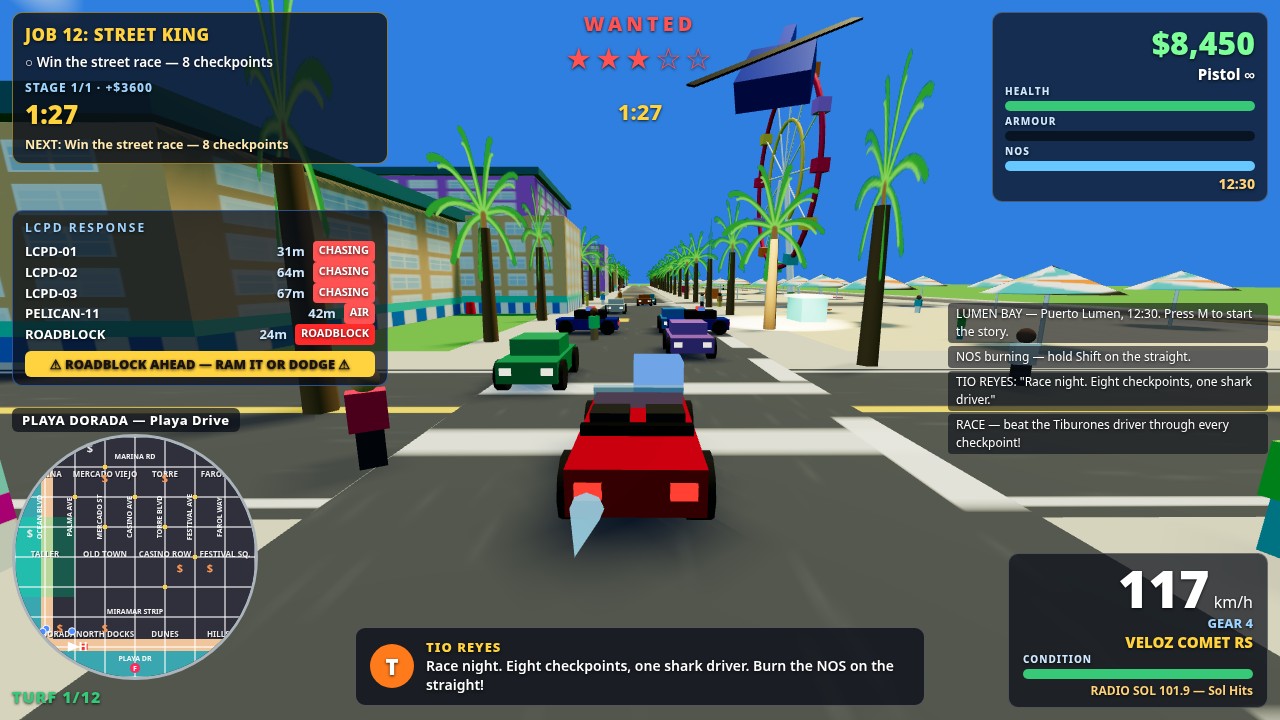 JOB 12: STREET KING
○ Win the street race — 8 checkpoints
STAGE 1/1 · +$3600
1:27
NEXT: Win the street race — 8 checkpoints
WANTED
★★★☆☆
1:27
$8,450
Pistol ∞
HEALTH
ARMOUR
NOS
12:30
LCPD RESPONSE
LCPD-01 31m CHASING
LCPD-02 64m CHASING
LCPD-03 67m CHASING
PELICAN-11 42m AIR
ROADBLOCK 24m ROADBLOCK
⚠ ROADBLOCK AHEAD — RAM IT OR DODGE ⚠
LUMEN BAY — Puerto Lumen, 12:30. Press M to start
the story.
NOS burning — hold Shift on the straight.
TIO REYES: "Race night. Eight checkpoints, one shark
driver."
RACE — beat the Tiburones driver through every
checkpoint!
PLAYA DORADA — Playa Drive
$
MARINA RD
MERCADO VIEJO TORRE
OCEAN BLVD
PALMA AVE
MERCADO ST
CASINO AVE
TORRE BLVD
FESTIVAL AVE
FAROL WAY
$
TALLER OLD TOWN CASINO ROW FESTIVAL SQ
$ $
MIRAMAR STRIP
NORTH DOCKS DUNES
PLAYA DR
F
TURF 1/12
T
TIO REYES
Race night. Eight checkpoints, one shark driver. Burn the NOS on the
straight!
117 km/h
GEAR 4
VELOZ COMET RS
CONDITION
RADIO SOL 101.9 — Sol Hits